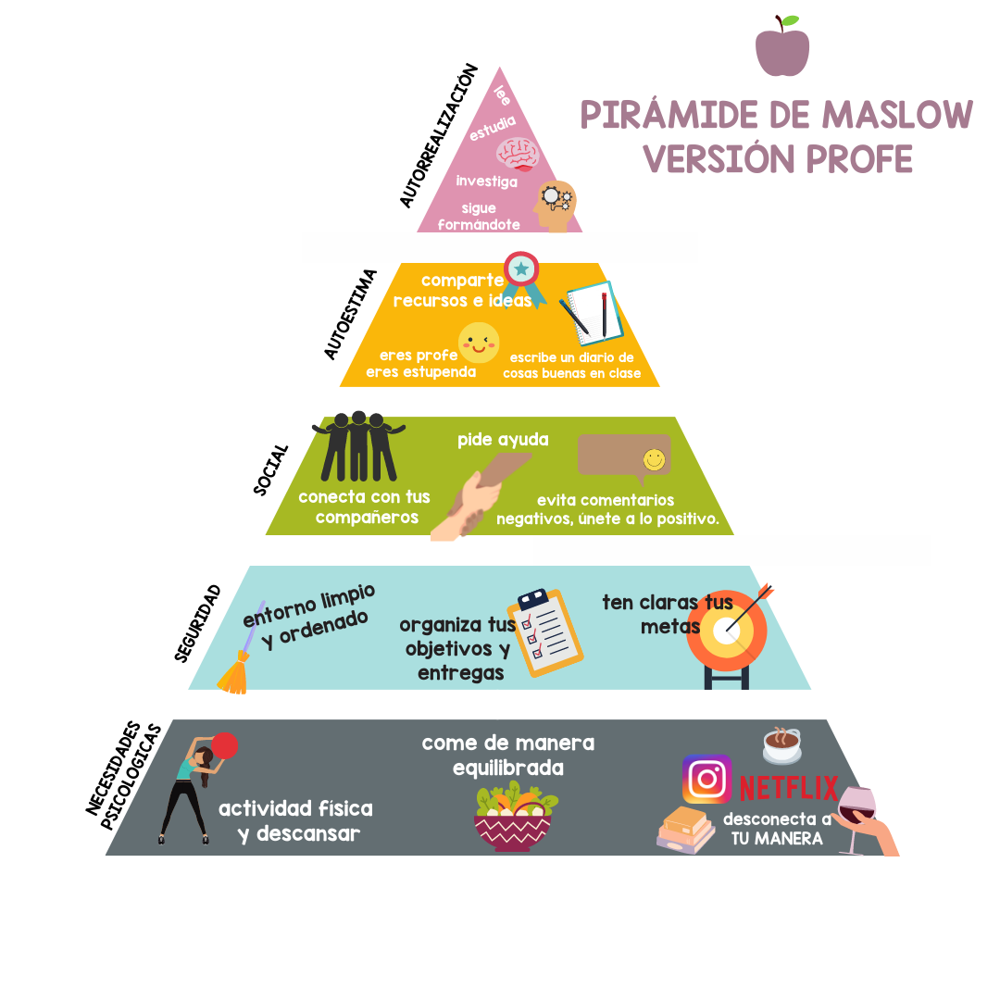 PIRÁMIDE DE MASLOW
VERSIÓN PROFE
AUTORREALIZACIÓN
lee
estudia
investiga
sigue
formándote
AUTOESTIMA
comparte
recursos e ideas
eres profe
eres estupenda
escribe un diario de
cosas buenas en clase
SOCIAL
conecta con tus
compañeros
pide ayuda
evita comentarios
negativos, únete a lo positivo.
SEGURIDAD
entorno limpio
y ordenado
organiza tus
objetivos y
entregas
ten claras tus
metas
NECESIDADES
PSICOLOGICAS
actividad física
y descansar
come de manera
equilibrada
NETFLIX
desconecta a
TU MANERA